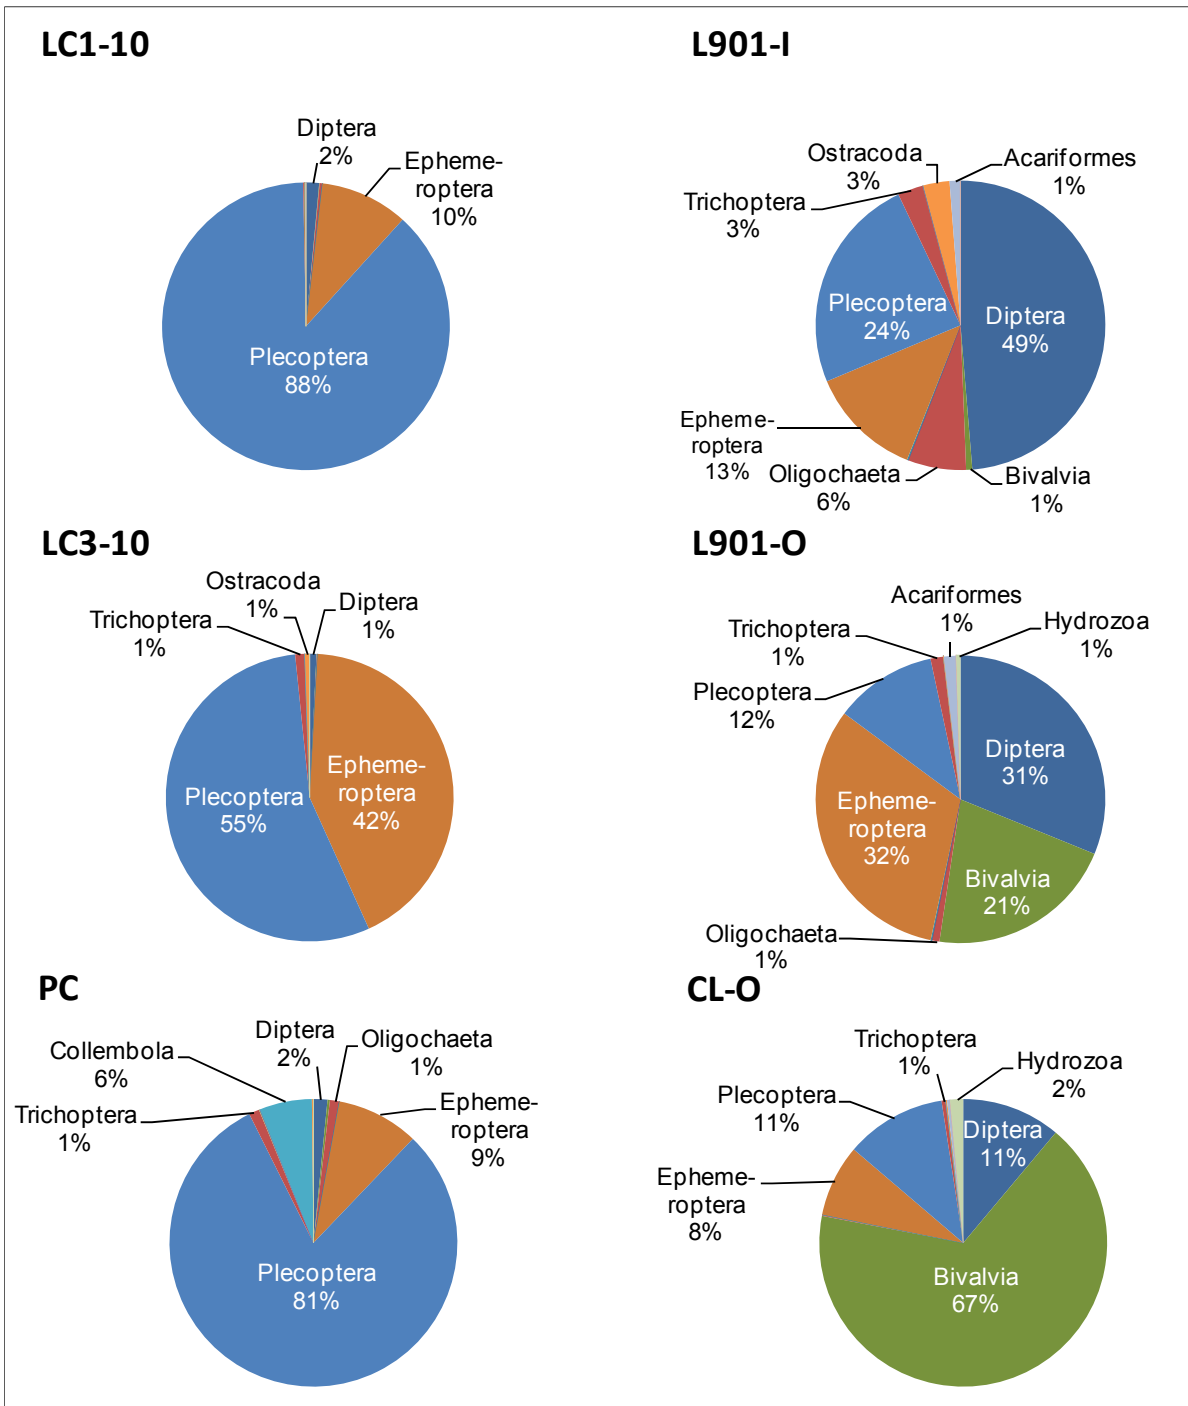 LC1-10
Diptera
2%
Epheme-
roptera
10%
Plecoptera
88%
L901-I
Ostracoda
3%
Acariformes
1%
Trichoptera
3%
Plecoptera
24%
Diptera
49%
Epheme-
roptera
13%
Oligochaeta
6%
Bivalvia
1%
LC3-10
Ostracoda
1%
Diptera
1%
Trichoptera
1%
Plecoptera
55%
Epheme-
roptera
42%
L901-O
Acariformes
1%
Hydrozoa
1%
Trichoptera
1%
Plecoptera
12%
Diptera
31%
Epheme-
roptera
32%
Bivalvia
21%
Oligochaeta
1%
PC
Diptera
2%
Oligochaeta
1%
Collembola
6%
Trichoptera
1%
Epheme-
roptera
9%
Plecoptera
81%
CL-O
Trichoptera
1%
Hydrozoa
2%
Plecoptera
11%
Diptera
11%
Epheme-
roptera
8%
Bivalvia
67%